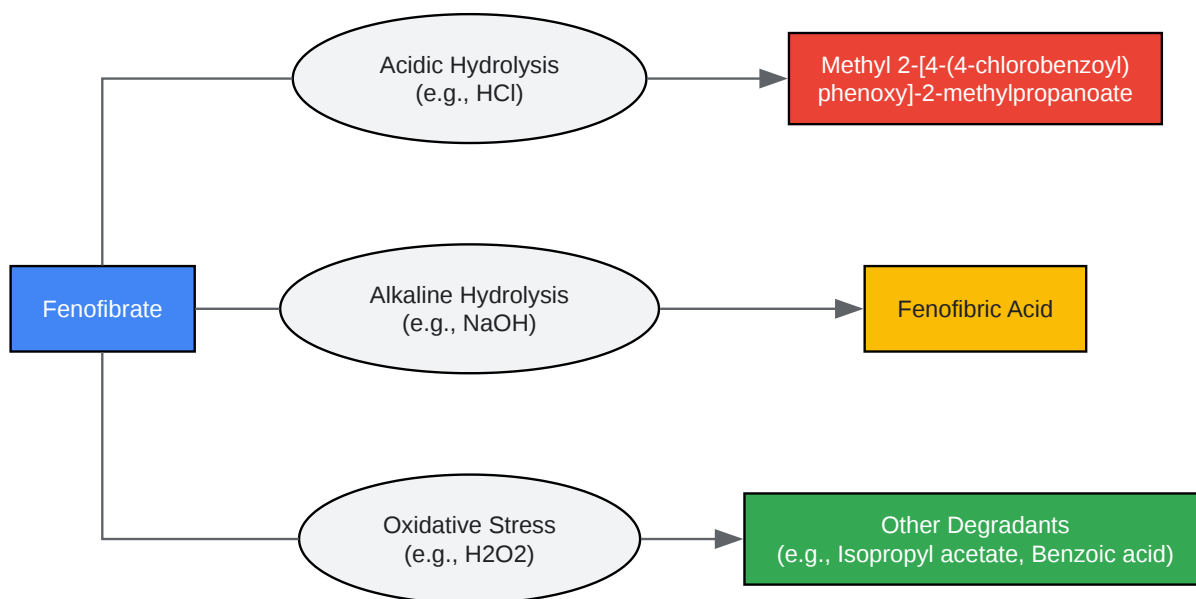 Acidic Hydrolysis
(e.g., HCl)
Methyl 2-[4-(4-chlorobenzoyl)
phenoxy]-2-methylpropanoate
Fenofibrate
Alkaline Hydrolysis
(e.g., NaOH)
Fenofibric Acid
Oxidative Stress
(e.g., H2O2)
Other Degradants
(e.g., Isopropyl acetate, Benzoic acid)